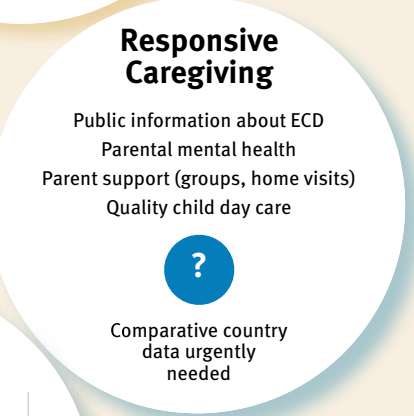 Responsive
Caregiving
Public information about ECD
Parental mental health
Parent support (groups, home visits)
Quality child day care
?
Comparative country
data urgently
needed